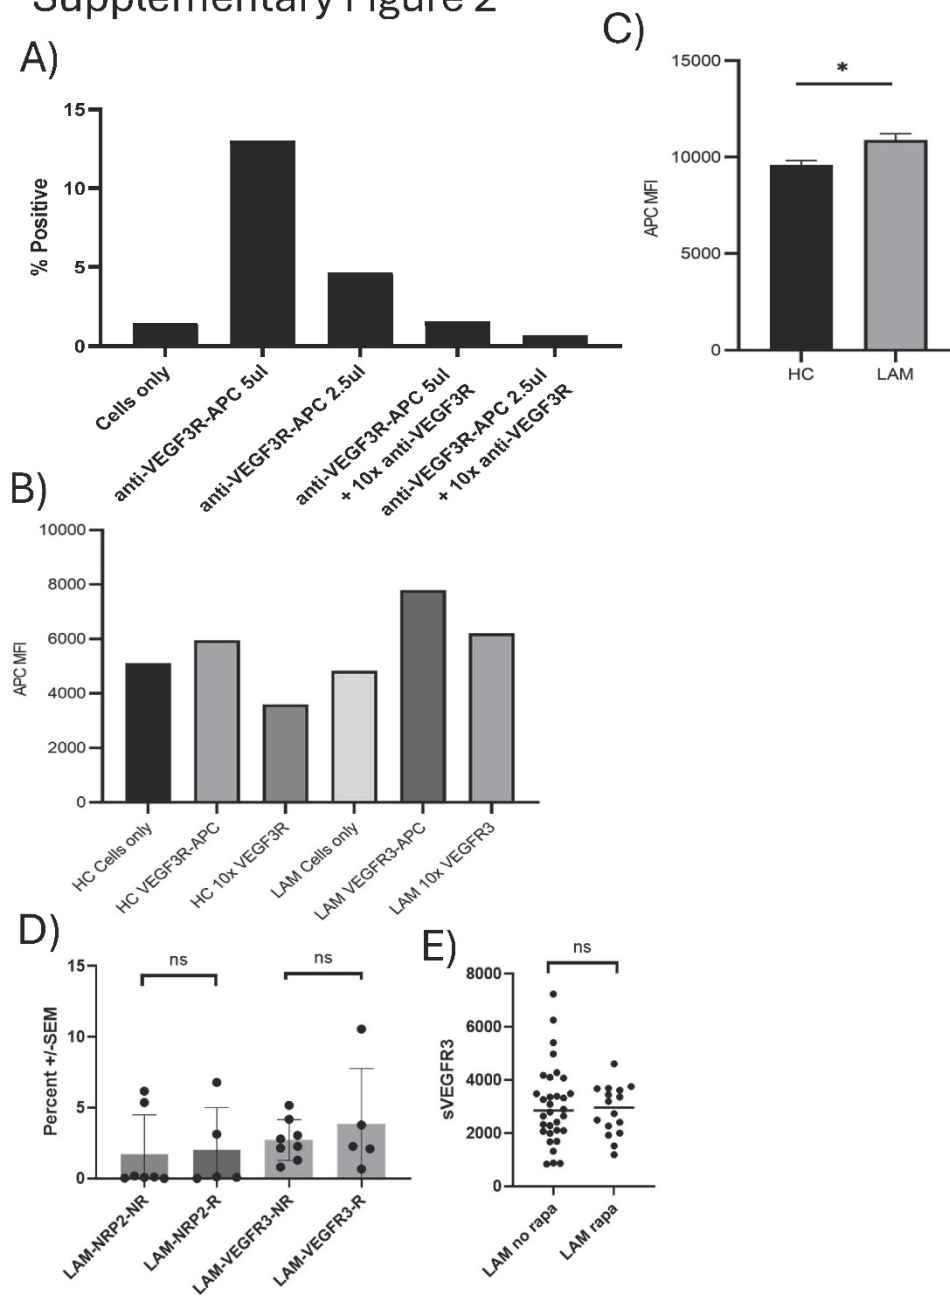 Supplementary Figure 2
A)
15
10
5
0
% Positive
Cells only
anti-VEGF3R-APC 5ul
anti-VEGF3R-APC 2.5ul
anti-VEGF3R-APC 5ul
+ 10x anti-VEGF3R
anti-VEGF3R-APC 2.5ul
+ 10x anti-VEGF3R
C)
15000
10000
5000
0
APC MFI
*
HC
LAM
B)
10000
8000
6000
4000
2000
0
APC MFI
HC Cells only
HC VEGF3R-APC
HC 10x VEGF3R
LAM Cells only
LAM VEGFR3-APC
LAM 10x VEGFR3
D)
15
10
5
0
Percent +/-SEM
ns
ns
LAM-NRP2-NR
LAM-NRP2-R
LAM-VEGFR3-NR
LAM-VEGFR3-R
E)
8000
6000
4000
2000
0
sVEGFR3
ns
LAM no rapa
LAM rapa